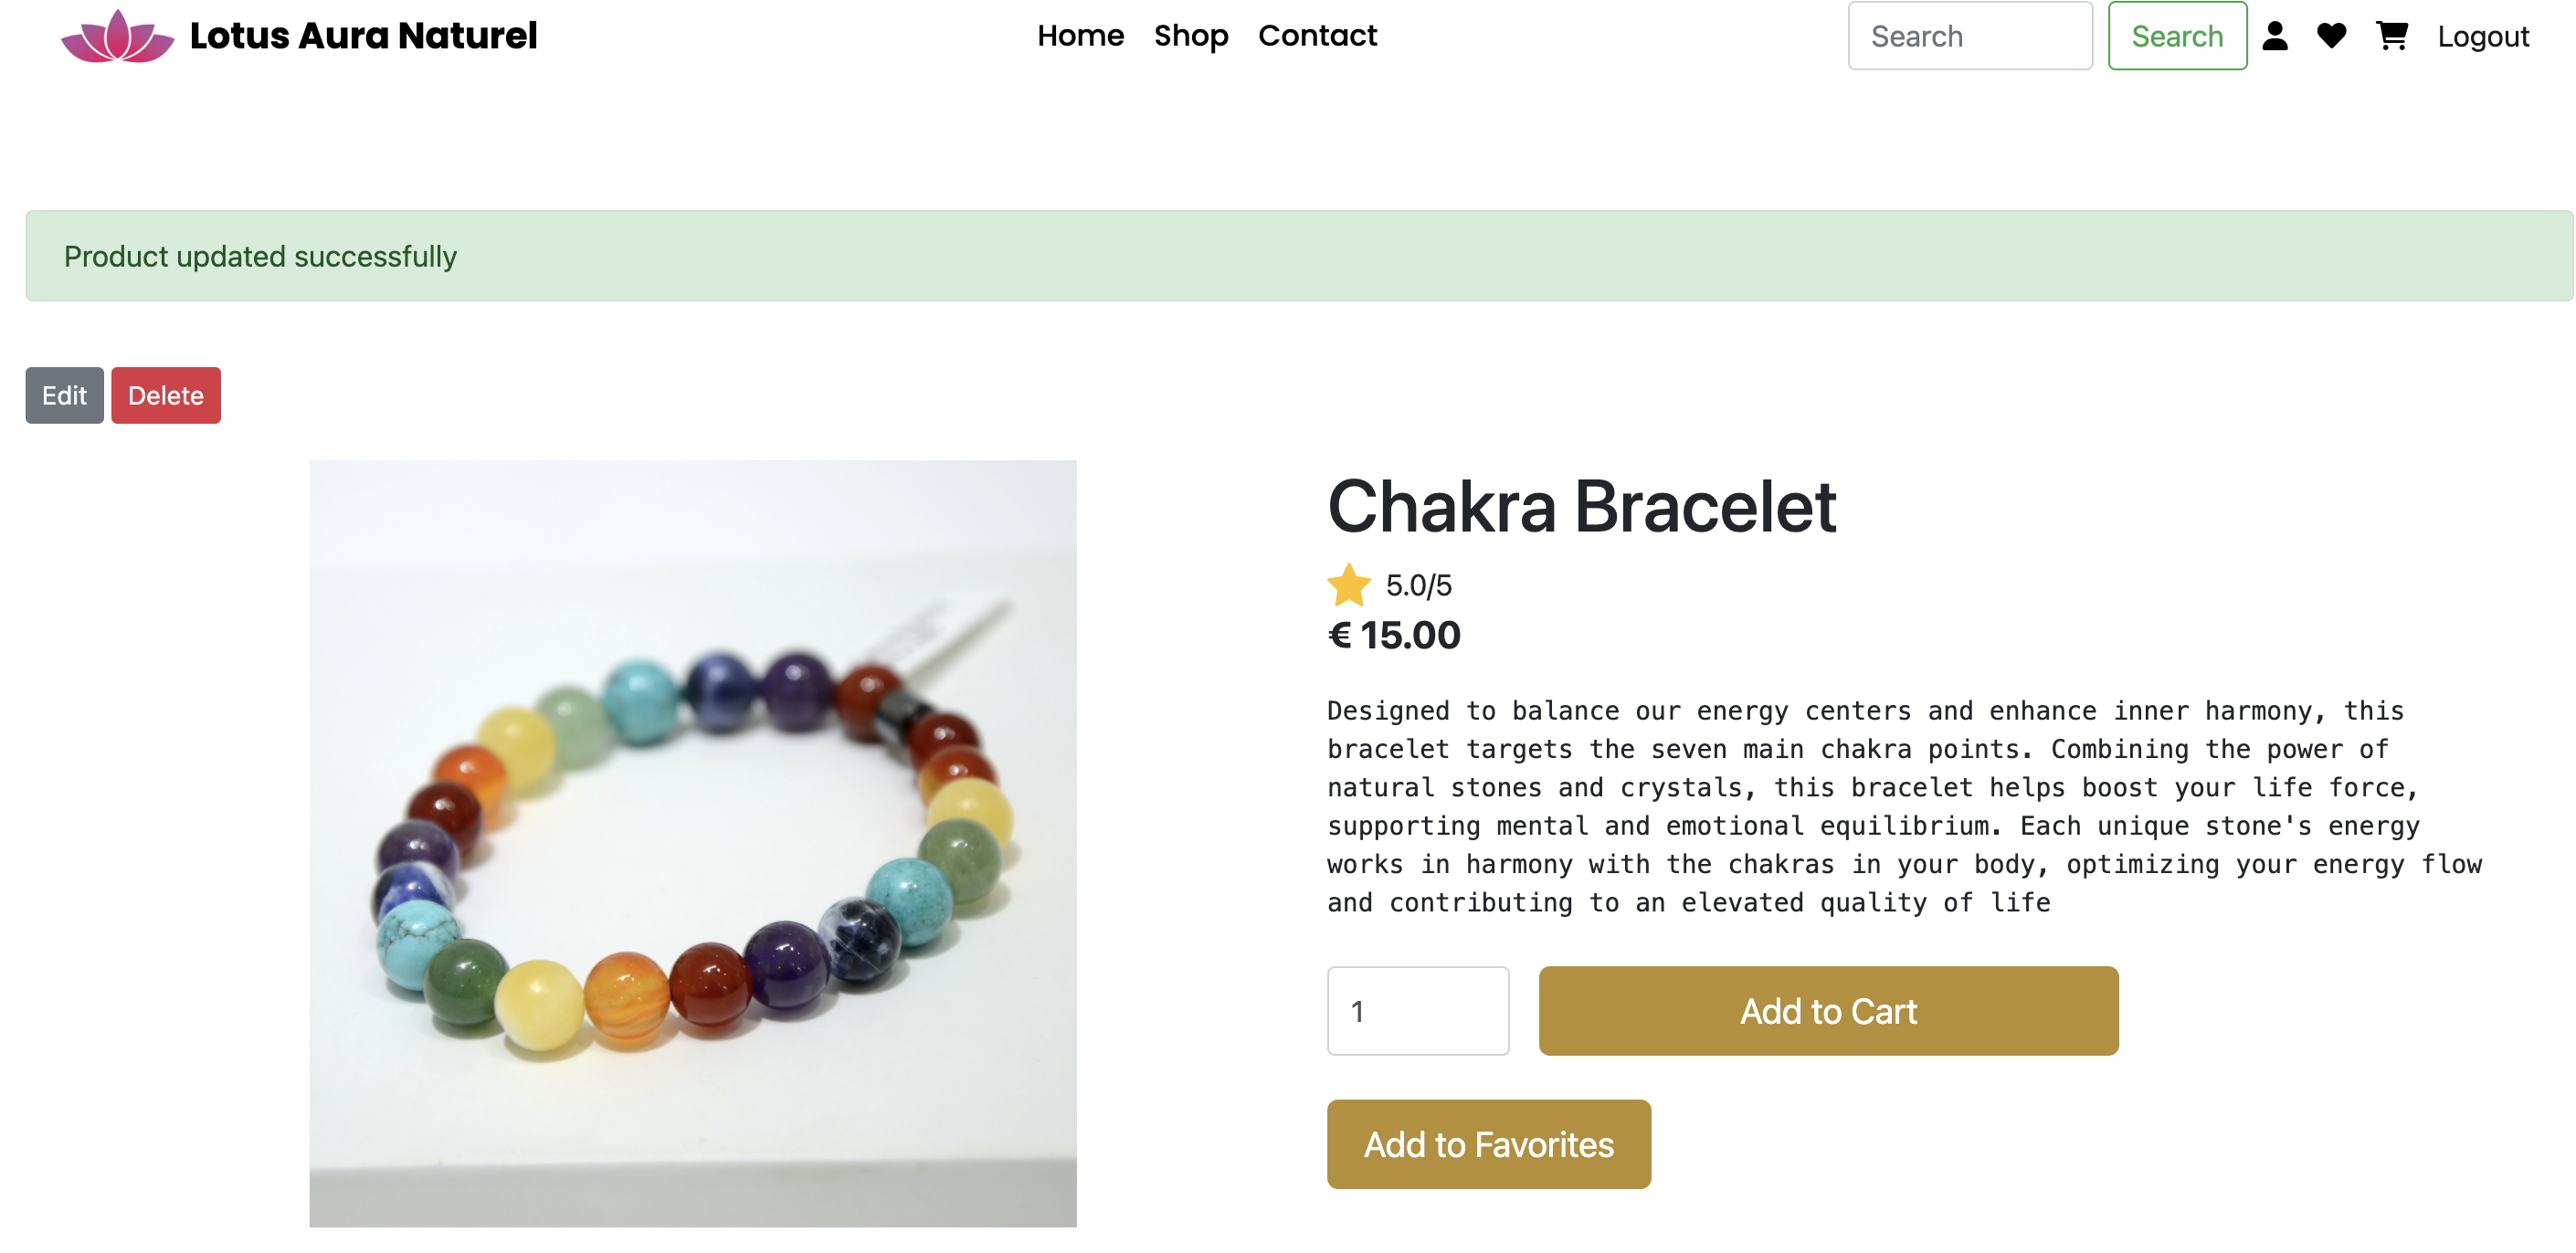 Lotus Aura Naturel
Home Shop Contact
Search Search Logout
Product updated successfully
Edit Delete
Chakra Bracelet
5.0/5
€ 15.00
Designed to balance our energy centers and enhance inner harmony, this
bracelet targets the seven main chakra points. Combining the power of
natural stones and crystals, this bracelet helps boost your life force,
supporting mental and emotional equilibrium. Each unique stone's energy
works in harmony with the chakras in your body, optimizing your energy flow
and contributing to an elevated quality of life
1 Add to Cart
Add to Favorites